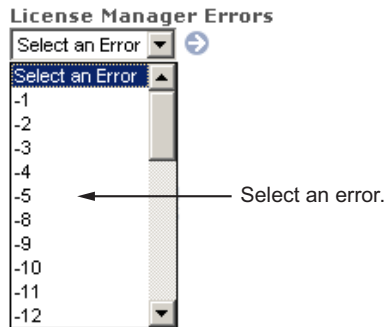 License Manager Errors
Select an Error
Select an Error
-1
-2
-3
-4
-5
Select an error.
-8
-9
-10
-11
-12